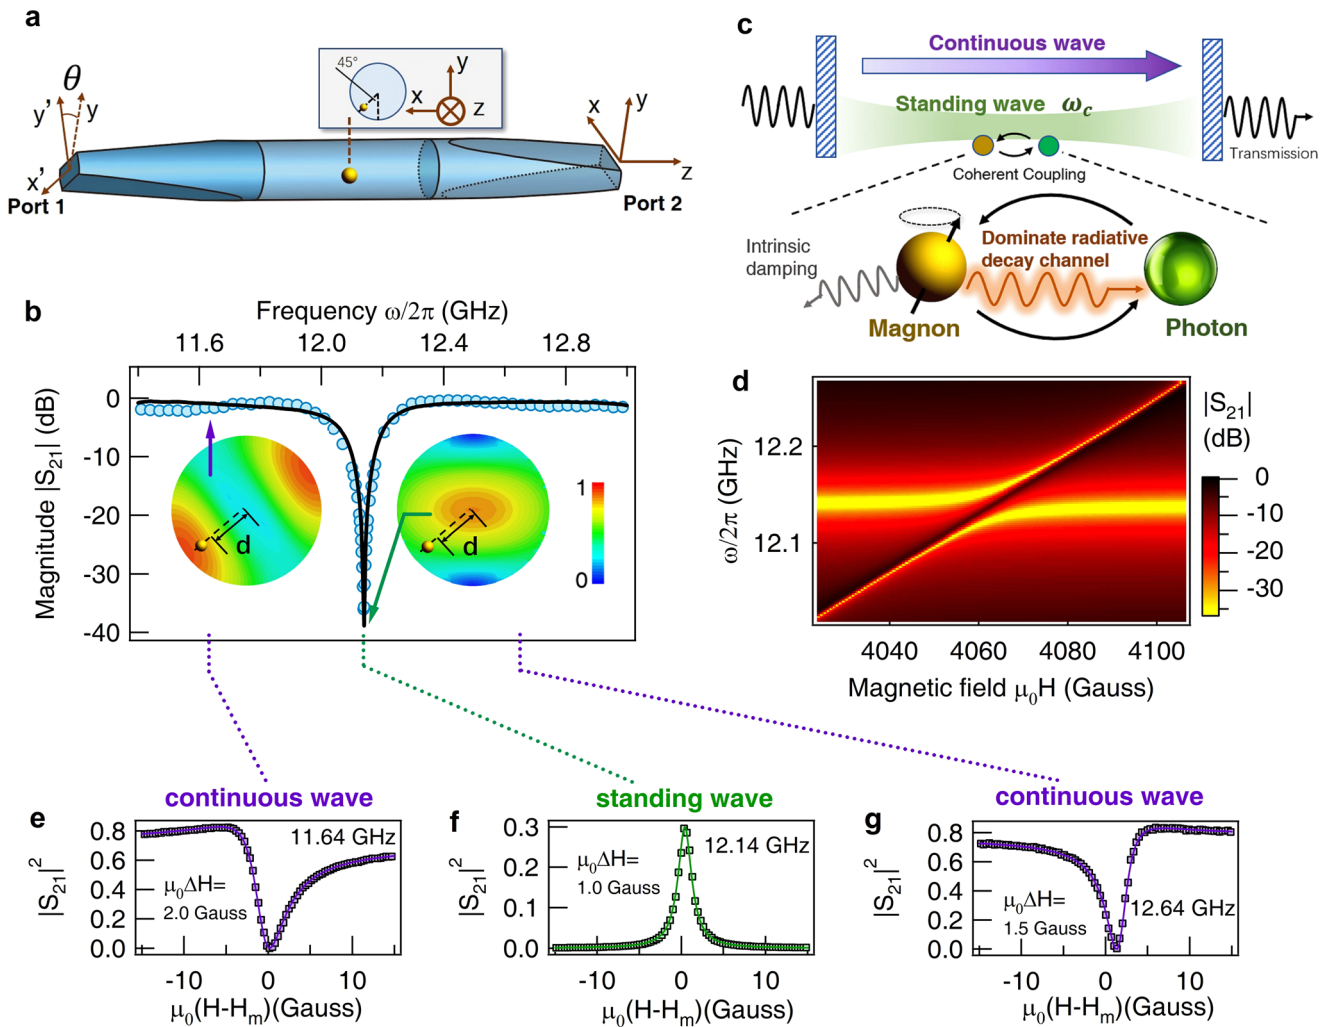 a
θ
y'
y
x'
Port 1
45°
y
x
z
x
y
z
Port 2
c
Continuous wave
Standing wave ω_c
Coherent Coupling
Transmission
Intrinsic
damping
Dominate radiative
decay channel
Magnon
Photon
b
Frequency ω/2π (GHz)
11.6 12.0 12.4 12.8
Magnitude |S21| (dB)
0
-10
-20
-30
-40
d
d
1
0
d
ω/2π (GHz)
12.2
12.1
4040 4060 4080 4100
Magnetic field μ0H (Gauss)
|S21|
(dB)
0
-10
-20
-30
e
continuous wave
|S21|²
0.8
0.6
0.4
0.2
0.0
11.64 GHz
μ0ΔH=
2.0 Gauss
-10 0 10
μ0(H-Hm)(Gauss)
f
standing wave
|S21|²
0.3
0.2
0.1
0.0
12.14 GHz
μ0ΔH=
1.0 Gauss
-10 0 10
μ0(H-Hm)(Gauss)
g
continuous wave
|S21|²
0.8
0.6
0.4
0.2
0.0
12.64 GHz
μ0ΔH=
1.5 Gauss
-10 0 10
μ0(H-Hm)(Gauss)